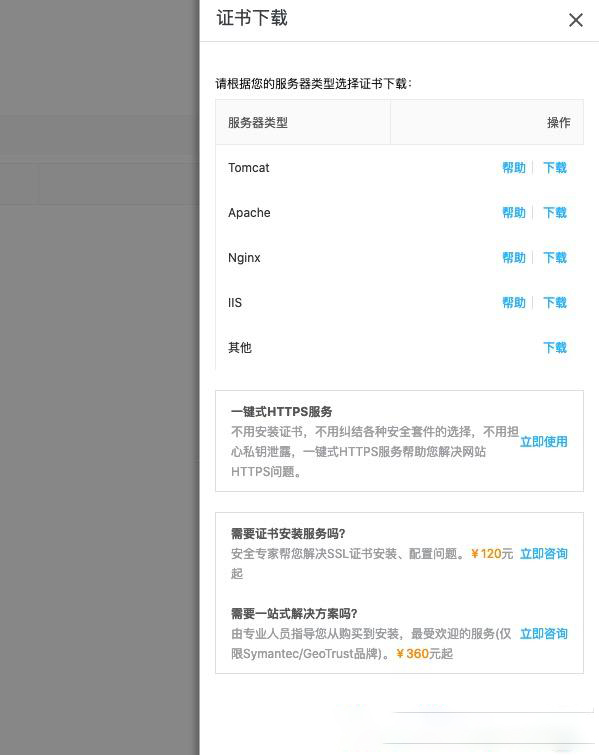 证书下载
请根据您的服务器类型选择证书下载：
服务器类型 操作
Tomcat 帮助 下载
Apache 帮助 下载
Nginx 帮助 下载
IIS 帮助 下载
其他 下载
一键式HTTPS服务
不用安装证书，不用纠结各种安全套件的选择，不用担
心私钥泄露，一键式HTTPS服务帮助您解决网站
HTTPS问题。
立即使用
需要证书安装服务吗?
安全专家帮您解决SSL证书安装、配置问题。￥120元
起
立即咨询
需要一站式解决方案吗?
由专业人员指导您从购买到安装，最受欢迎的服务(仅
限Symantec/GeoTrust品牌)。￥360元起
立即咨询